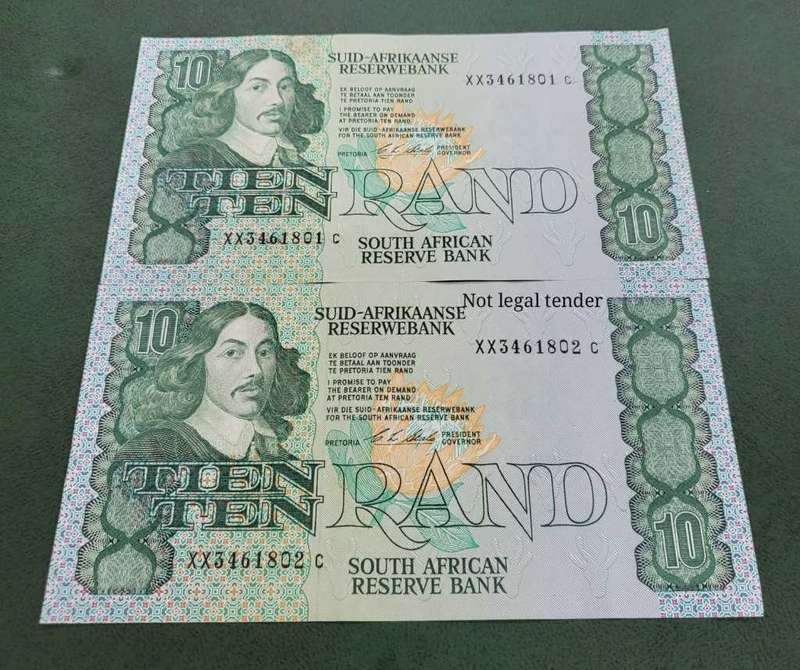 10
SUID-AFRIKAANSE
RESERWEBANK
XX3461801 C
EK BELOOF OP AANVRAAG
TE BETAAL AAN TOONDER
TE PRETORIA TIEN RAND
I PROMISE TO PAY
THE BEARER ON DEMAND
AT PRETORIA TEN RAND
VIR DIE SUID-AFRIKAANSE RESERWEBANK
FOR THE SOUTH AFRICAN RESERVE BANK
PRETORIA
PRESIDENT
GOVERNOR
TIEN
TEN
RAND
10
XX3461801 C
SOUTH AFRICAN
RESERVE BANK
Not legal tender
10
SUID-AFRIKAANSE
RESERWEBANK
XX3461802 C
EK BELOOF OP AANVRAAG
TE BETAAL AAN TOONDER
TE PRETORIA TIEN RAND
I PROMISE TO PAY
THE BEARER ON DEMAND
AT PRETORIA TEN RAND
VIR DIE SUID-AFRIKAANSE RESERWEBANK
FOR THE SOUTH AFRICAN RESERVE BANK
PRETORIA
PRESIDENT
GOVERNOR
TIEN
TEN
RAND
10
XX3461802 C
SOUTH AFRICAN
RESERVE BANK